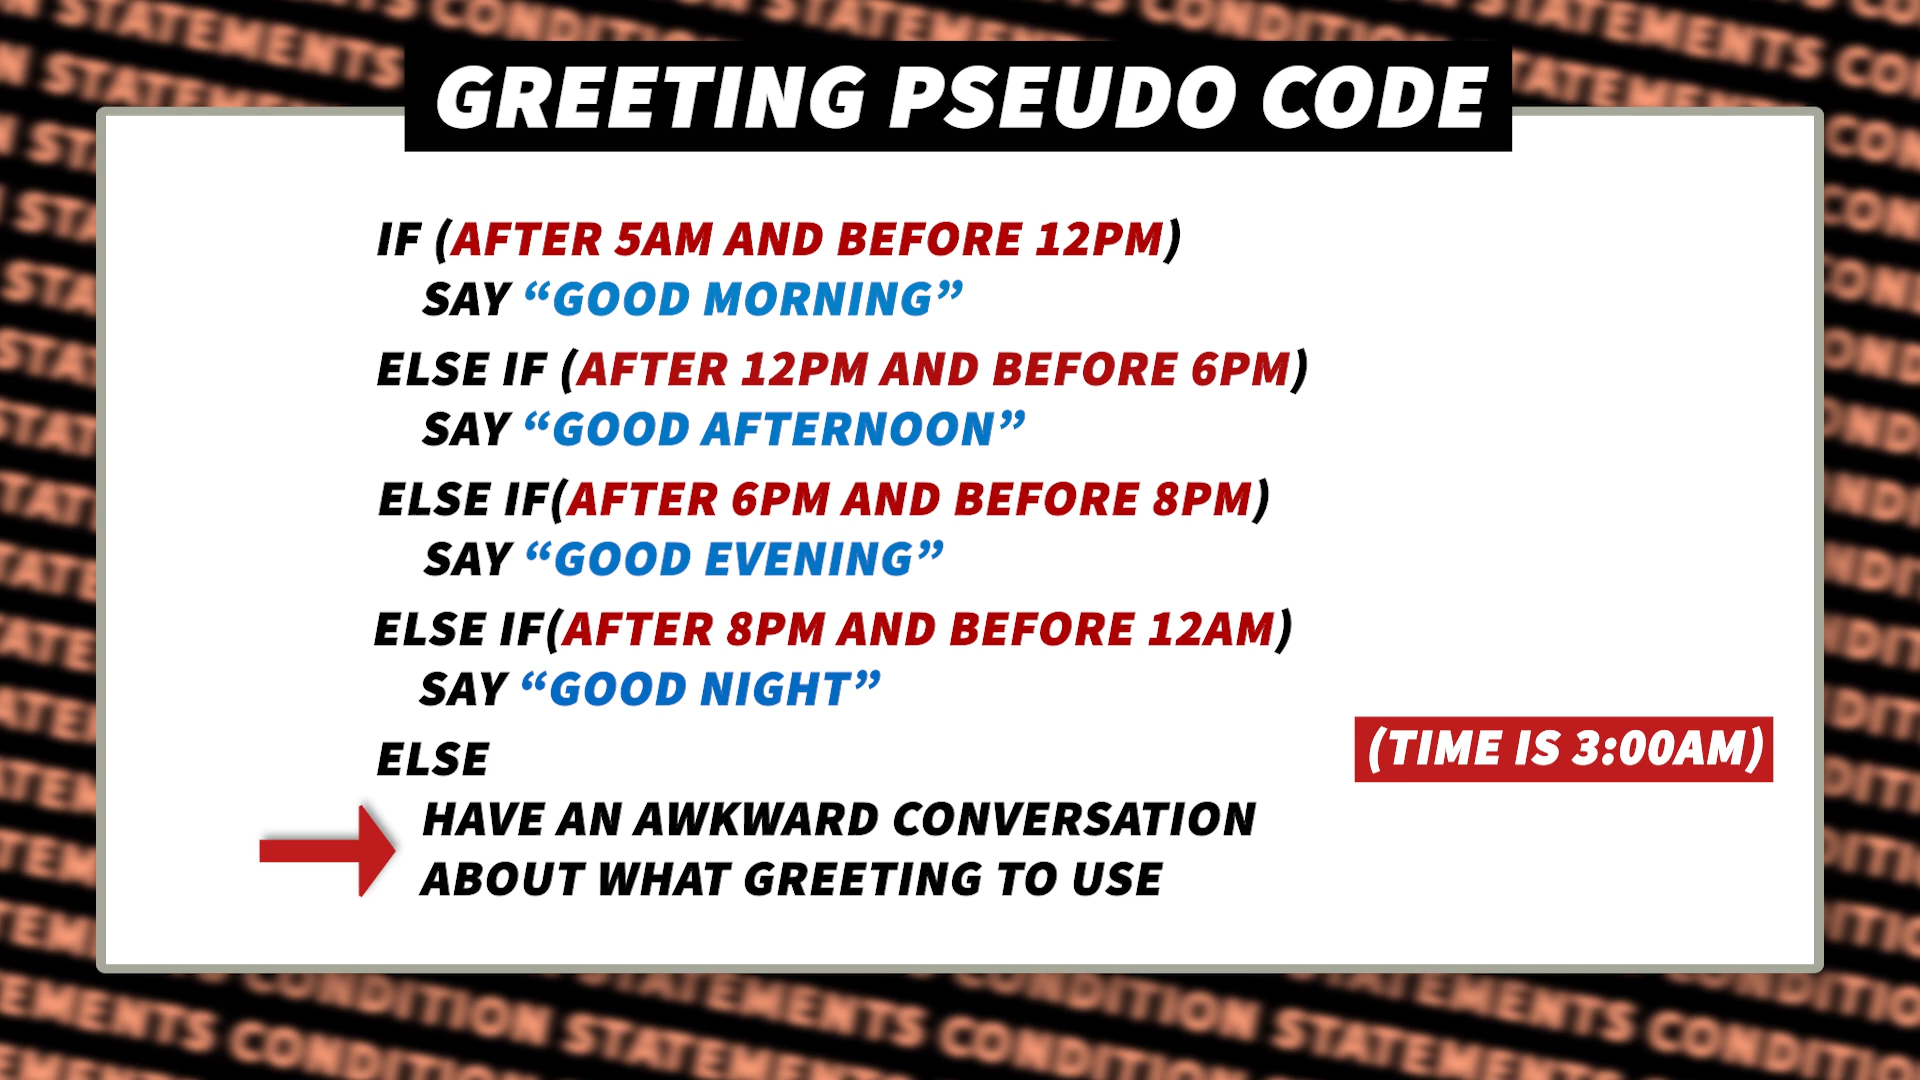 GREETING PSEUDO CODE
IF (AFTER 5AM AND BEFORE 12PM)
SAY “GOOD MORNING”
ELSE IF (AFTER 12PM AND BEFORE 6PM)
SAY “GOOD AFTERNOON”
ELSE IF(AFTER 6PM AND BEFORE 8PM)
SAY “GOOD EVENING”
ELSE IF(AFTER 8PM AND BEFORE 12AM)
SAY “GOOD NIGHT”
(TIME IS 3:00AM)
ELSE
HAVE AN AWKWARD CONVERSATION
ABOUT WHAT GREETING TO USE